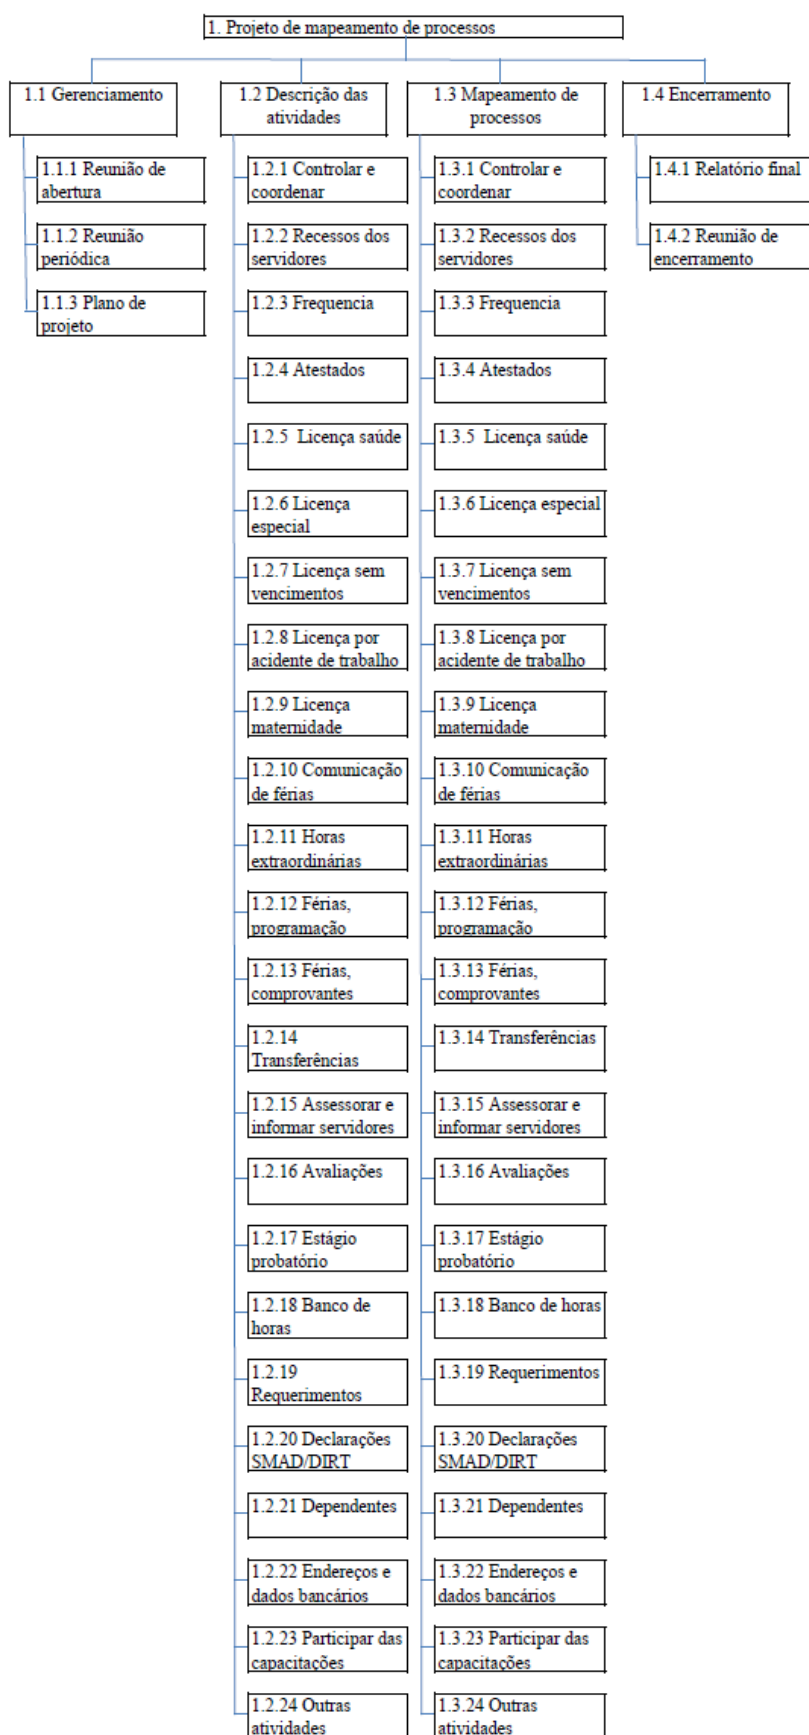 1. Projeto de mapeamento de processos
1.1 Gerenciamento
1.1.1 Reunião de
abertura
1.1.2 Reunião
periódica
1.1.3 Plano de
projeto
1.2 Descrição das
atividades
1.2.1 Controlar e
coordenar
1.2.2 Recessos dos
servidores
1.2.3 Frequencia
1.2.4 Atestados
1.2.5 Licença saúde
1.2.6 Licença
especial
1.2.7 Licença sem
vencimentos
1.2.8 Licença por
acidente de trabalho
1.2.9 Licença
maternidade
1.2.10 Comunicação
de férias
1.2.11 Horas
extraordinárias
1.2.12 Férias,
programação
1.2.13 Férias,
comprovantes
1.2.14
Transferências
1.2.15 Assessorar e
informar servidores
1.2.16 Avaliações
1.2.17 Estágio
probatório
1.2.18 Banco de
horas
1.2.19
Requerimentos
1.2.20 Declarações
SMAD/DIRT
1.2.21 Dependentes
1.2.22 Endereços e
dados bancários
1.2.23 Participar das
capacitações
1.2.24 Outras
atividades
1.3 Mapeamento de
processos
1.3.1 Controlar e
coordenar
1.3.2 Recessos dos
servidores
1.3.3 Frequencia
1.3.4 Atestados
1.3.5 Licença saúde
1.3.6 Licença especial
1.3.7 Licença sem
vencimentos
1.3.8 Licença por
acidente de trabalho
1.3.9 Licença
maternidade
1.3.10 Comunicação
de férias
1.3.11 Horas
extraordinárias
1.3.12 Férias,
programação
1.3.13 Férias,
comprovantes
1.3.14 Transferências
1.3.15 Assessorar e
informar servidores
1.3.16 Avaliações
1.3.17 Estágio
probatório
1.3.18 Banco de horas
1.3.19 Requerimentos
1.3.20 Declarações
SMAD/DIRT
1.3.21 Dependentes
1.3.22 Endereços e
dados bancários
1.3.23 Participar das
capacitações
1.3.24 Outras
atividades
1.4 Encerramento
1.4.1 Relatório final
1.4.2 Reunião de
encerramento